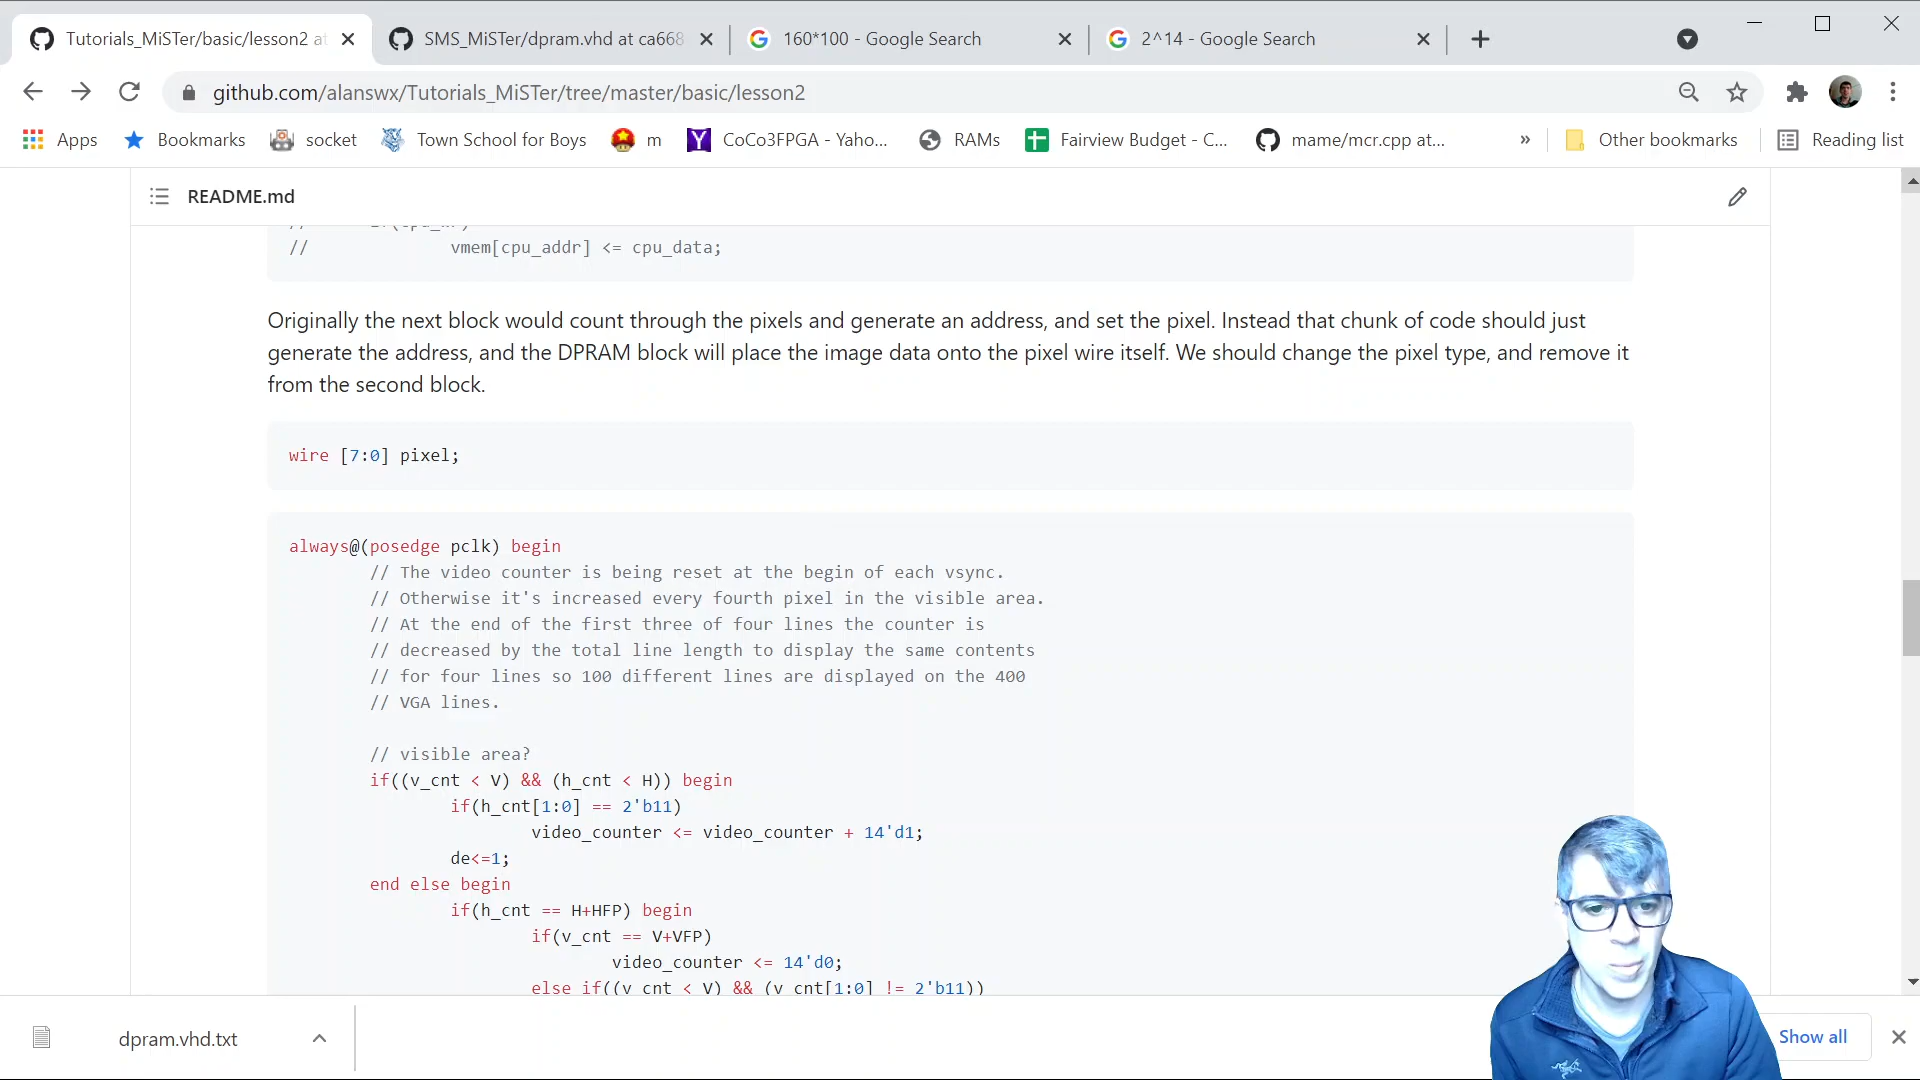 Tutorials_MiSTer/basic/lesson2 at
SMS_MiSTer/dpram.vhd at ca668
160*100 - Google Search
2^14 - Google Search
github.com/alanswx/Tutorials_MiSTer/tree/master/basic/lesson2
Apps
Bookmarks
socket
Town School for Boys
m
CoCo3FPGA - Yaho...
RAMs
Fairview Budget - C...
mame/mcr.cpp at...
»
Other bookmarks
Reading list
README.md
//              vmem[cpu_addr] <= cpu_data;
Originally the next block would count through the pixels and generate an address, and set the pixel. Instead that chunk of code should just
generate the address, and the DPRAM block will place the image data onto the pixel wire itself. We should change the pixel type, and remove it
from the second block.
wire [7:0] pixel;
always@(posedge pclk) begin
// The video counter is being reset at the begin of each vsync.
// Otherwise it's increased every fourth pixel in the visible area.
// At the end of the first three of four lines the counter is
// decreased by the total line length to display the same contents
// for four lines so 100 different lines are displayed on the 400
// VGA lines.
// visible area?
if((v_cnt < V) && (h_cnt < H)) begin
if(h_cnt[1:0] == 2'b11)
video_counter <= video_counter + 14'd1;
de<=1;
end else begin
if(h_cnt == H+HFP) begin
if(v_cnt == V+VFP)
video_counter <= 14'd0;
else if((v_cnt < V) && (v_cnt[1:0] != 2'b11))
dpram.vhd.txt
Show all